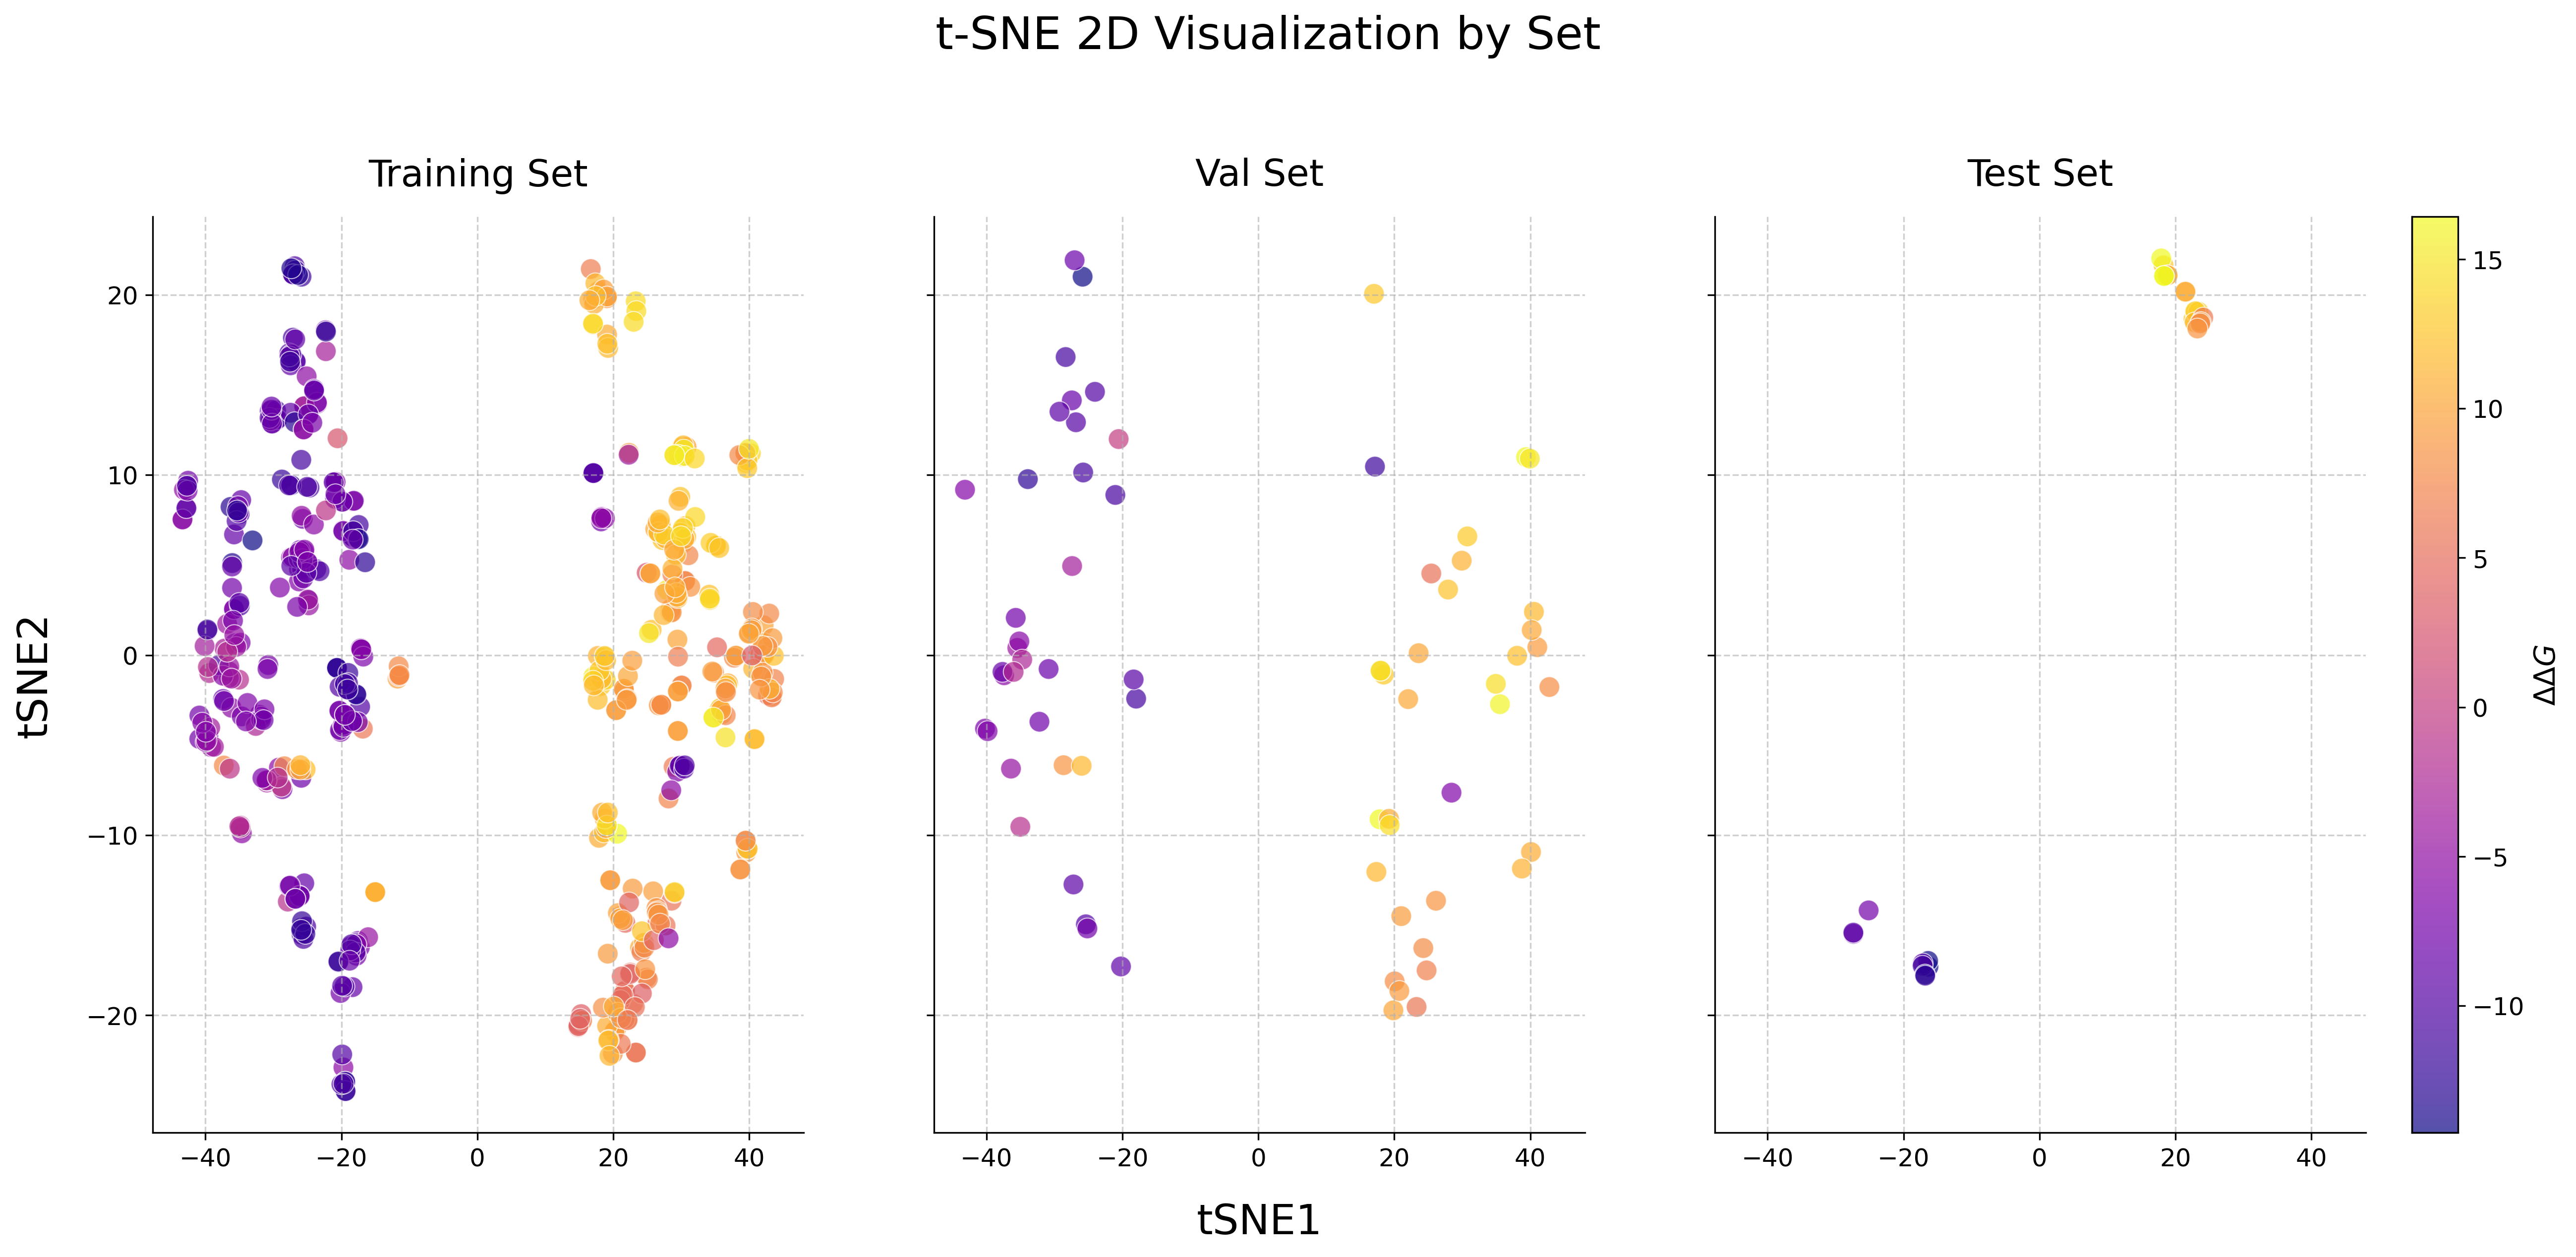 t-SNE 2D Visualization by Set
Training Set
Val Set
Test Set
tSNE2
20
10
0
−10
−20
−40 −20 0 20 40
−40 −20 0 20 40
−40 −20 0 20 40
tSNE1
15
10
5
0
−5
−10
ΔΔG